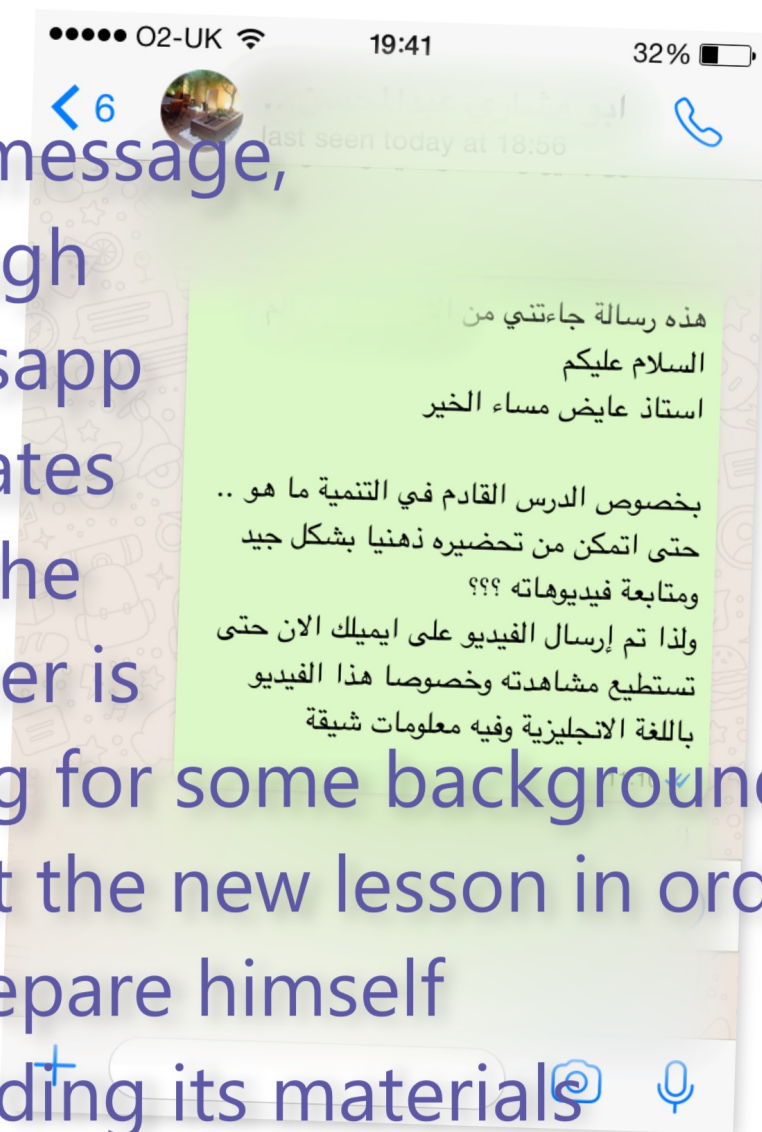 O2-UK 19:41 32%
6
last seen today at 18:56
message,
gh
sapp
ates
he
er is
g for some background
t the new lesson in ord
epare himself
ding its materials
هذه رسالة جاءتني من
السلام عليكم
استاذ عايض مساء الخير
بخصوص الدرس القادم في التنمية ما هو ..
حتى اتمكن من تحضيره ذهنيا بشكل جيد
ومتابعة فيديوهاته ؟؟؟
ولذا تم إرسال الفيديو على ايميلك الان حتى
تستطيع مشاهدته وخصوصا هذا الفيديو
باللغة الانجليزية وفيه معلومات شيقة